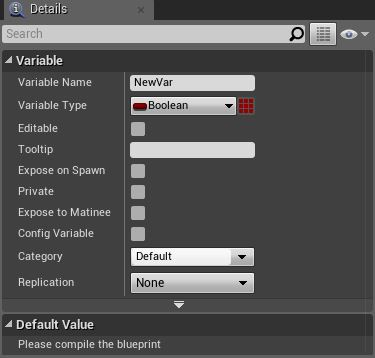 Details
Search
Variable
Variable Name NewVar
Variable Type Boolean
Editable
Tooltip
Expose on Spawn
Private
Expose to Matinee
Config Variable
Category Default
Replication None
Default Value
Please compile the blueprint